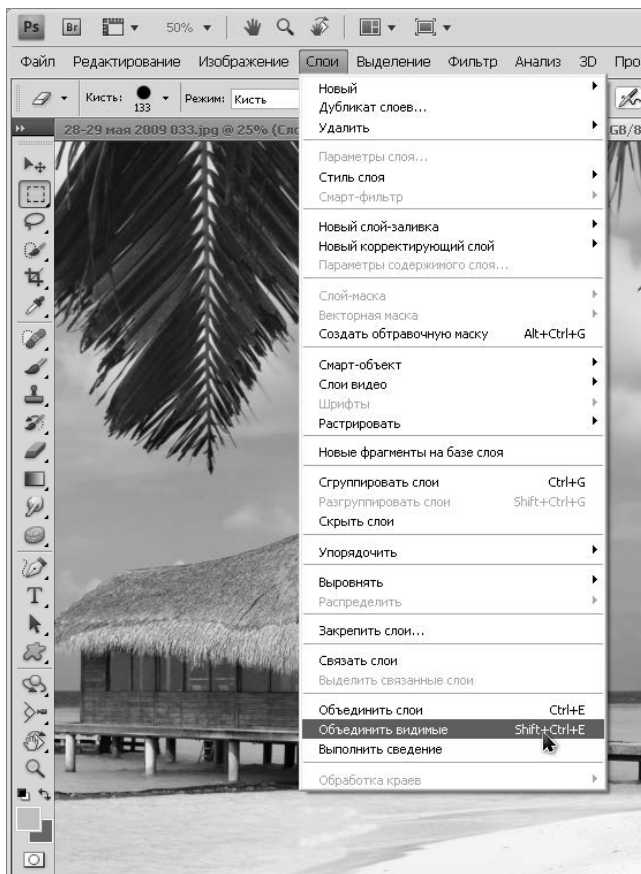 Ps Br 50%
Файл Редактирование Изображение Слои Выделение Фильтр Анализ 3D Про
Кисть: 133 Режим: Кисть
28-29 мая 2009 033.jpg @ 25% (Сло
GB/8
Новый
Дубликат слоев...
Удалить
Параметры слоя...
Стиль слоя
Смарт-фильтр
Новый слой-заливка
Новый корректирующий слой
Параметры содержимого слоя...
Слой-маска
Векторная маска
Создать обтравочную маску Alt+Ctrl+G
Смарт-объект
Слои видео
Шрифты
Растрировать
Новые фрагменты на базе слоя
Сгруппировать слои Ctrl+G
Разгруппировать слои Shift+Ctrl+G
Скрыть слои
Упорядочить
Выровнять
Распределить
Закрепить слои...
Связать слои
Выделить связанные слои
Объединить слои Ctrl+E
Объединить видимые Shift+Ctrl+E
Выполнить сведение
Обработка краев